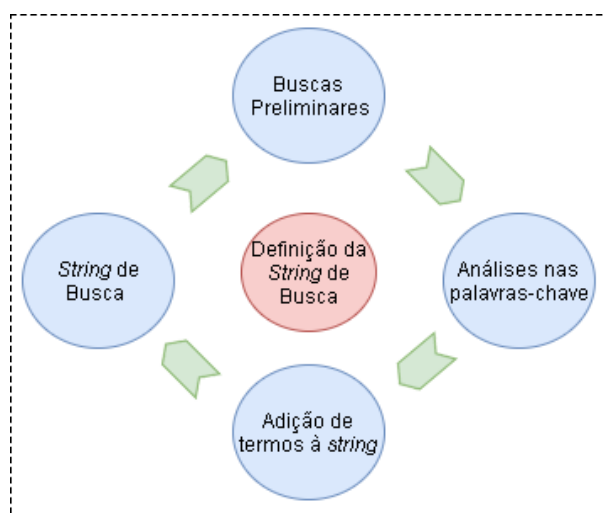 Buscas
Preliminares
Definição da
String de
Busca
String de
Busca
Análises nas
palavras-chave
Adição de
termos à string